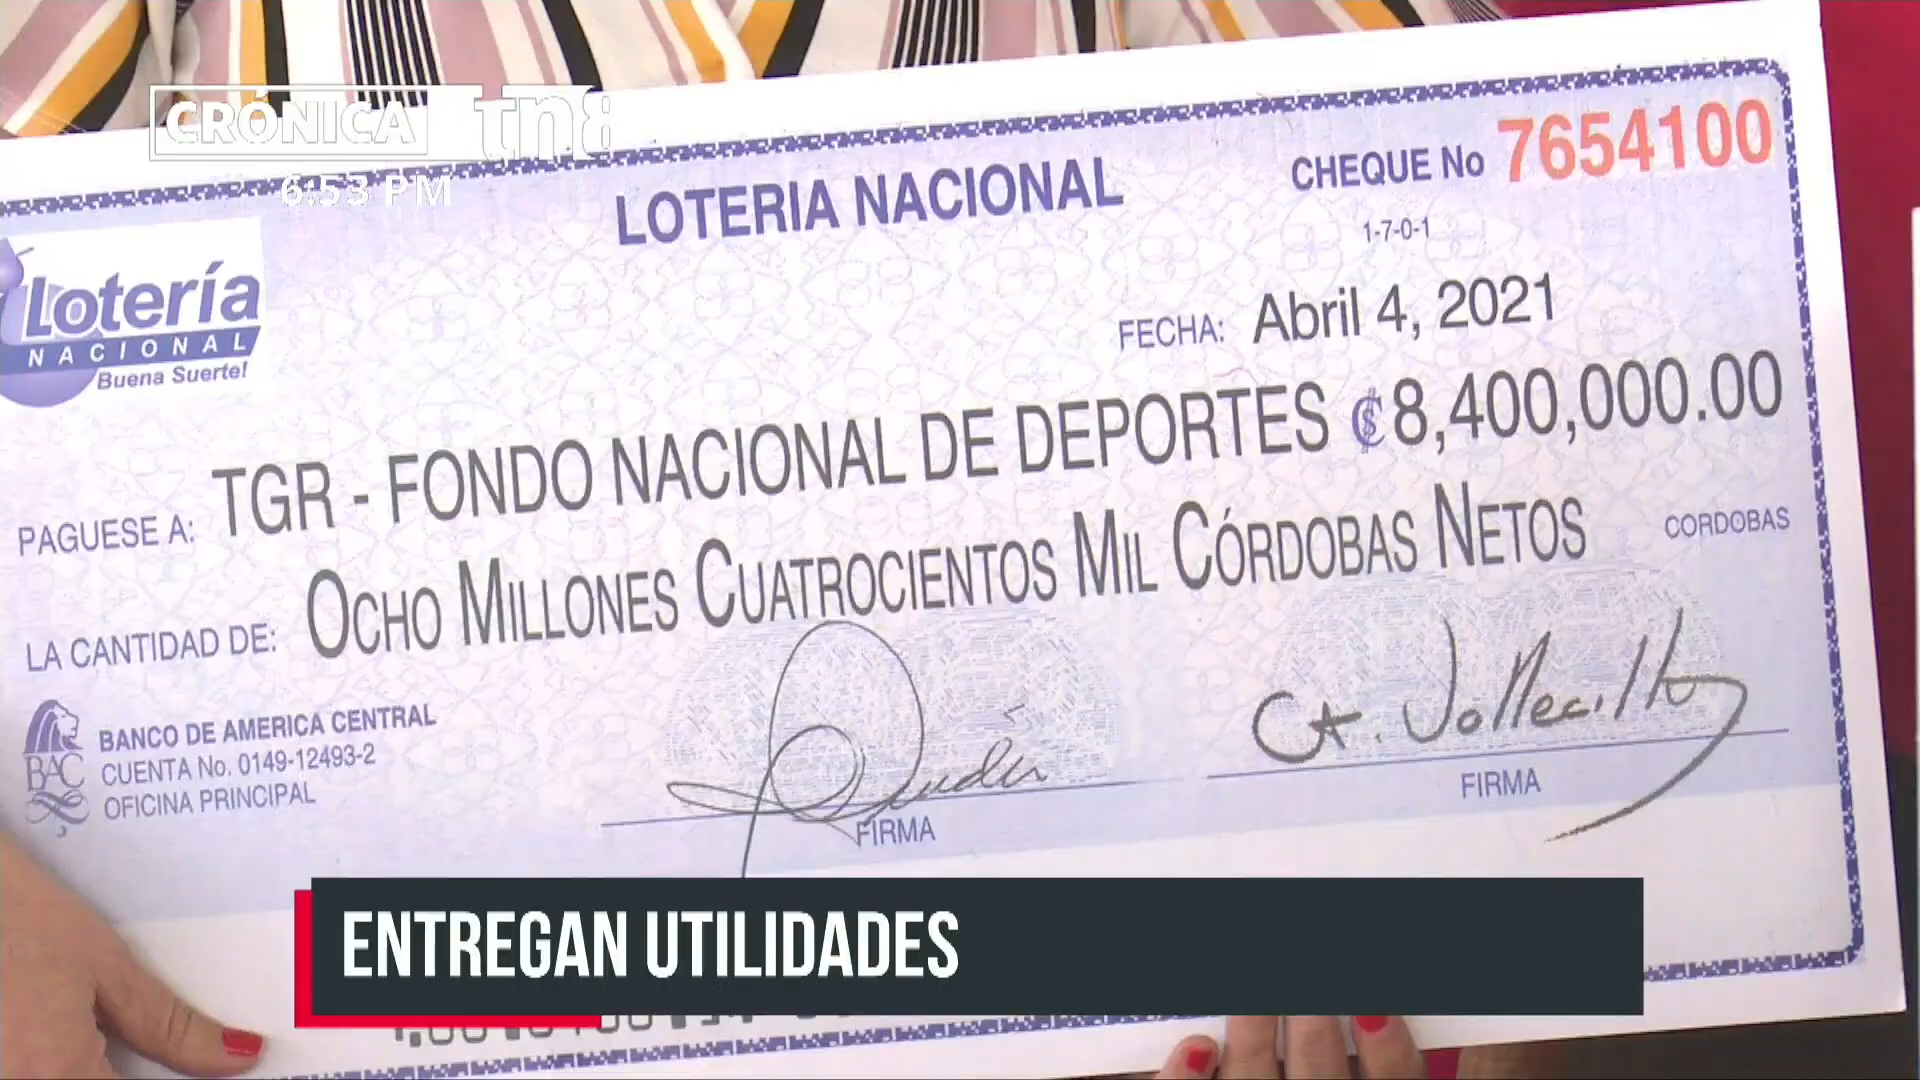 CRÓNICA tn8
6:53 PM
LOTERIA NACIONAL
CHEQUE No 7654100
1-7-0-1
Lotería
NACIONAL
Buena Suerte!
FECHA: Abril 4, 2021
PAGUESE A: TGR - FONDO NACIONAL DE DEPORTES ₡8,400,000.00
LA CANTIDAD DE: OCHO MILLONES CUATROCIENTOS MIL CÓRDOBAS NETOS CORDOBAS
BAC
BANCO DE AMERICA CENTRAL
CUENTA No. 0149-12493-2
OFICINA PRINCIPAL
FIRMA
FIRMA
ENTREGAN UTILIDADES